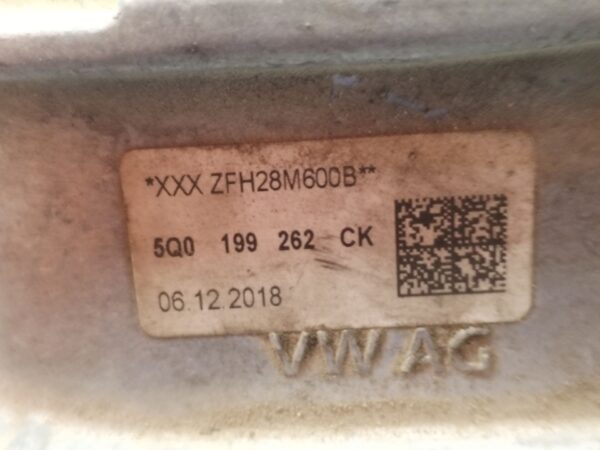 *XXX ZFH28M600B**
5Q0 199 262 CK
06.12.2018
VW AG